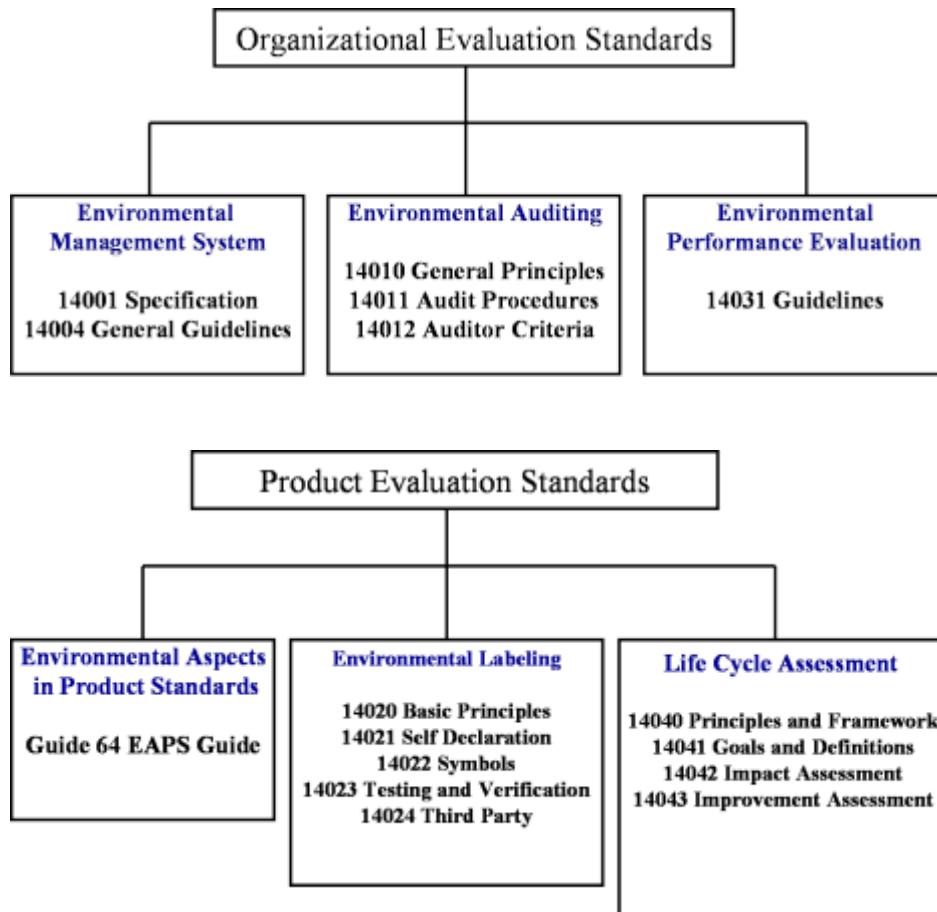 Organizational Evaluation Standards
Environmental
Management System
14001 Specification
14004 General Guidelines
Environmental Auditing
14010 General Principles
14011 Audit Procedures
14012 Auditor Criteria
Environmental
Performance Evaluation
14031 Guidelines
Product Evaluation Standards
Environmental Aspects
in Product Standards
Guide 64 EAPS Guide
Environmental Labeling
14020 Basic Principles
14021 Self Declaration
14022 Symbols
14023 Testing and Verification
14024 Third Party
Life Cycle Assessment
14040 Principles and Framework
14041 Goals and Definitions
14042 Impact Assessment
14043 Improvement Assessment